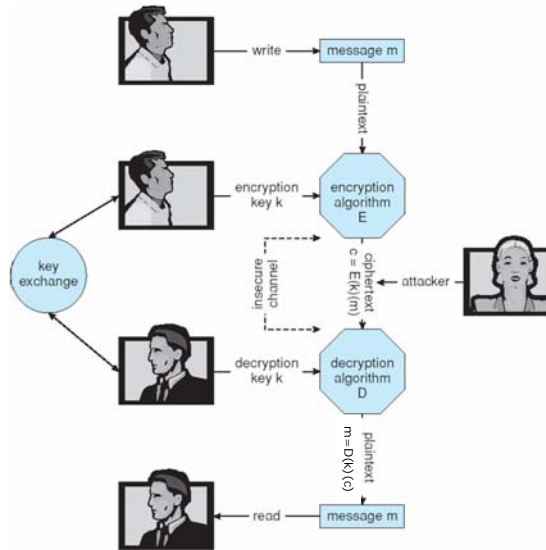 write
message m
plaintext
encryption
key k
encryption
algorithm
E
key
exchange
insecure
channel
ciphertext
c = E(k)(m)
attacker
decryption
key k
decryption
algorithm
D
plaintext
m = D(k) (c)
read
message m